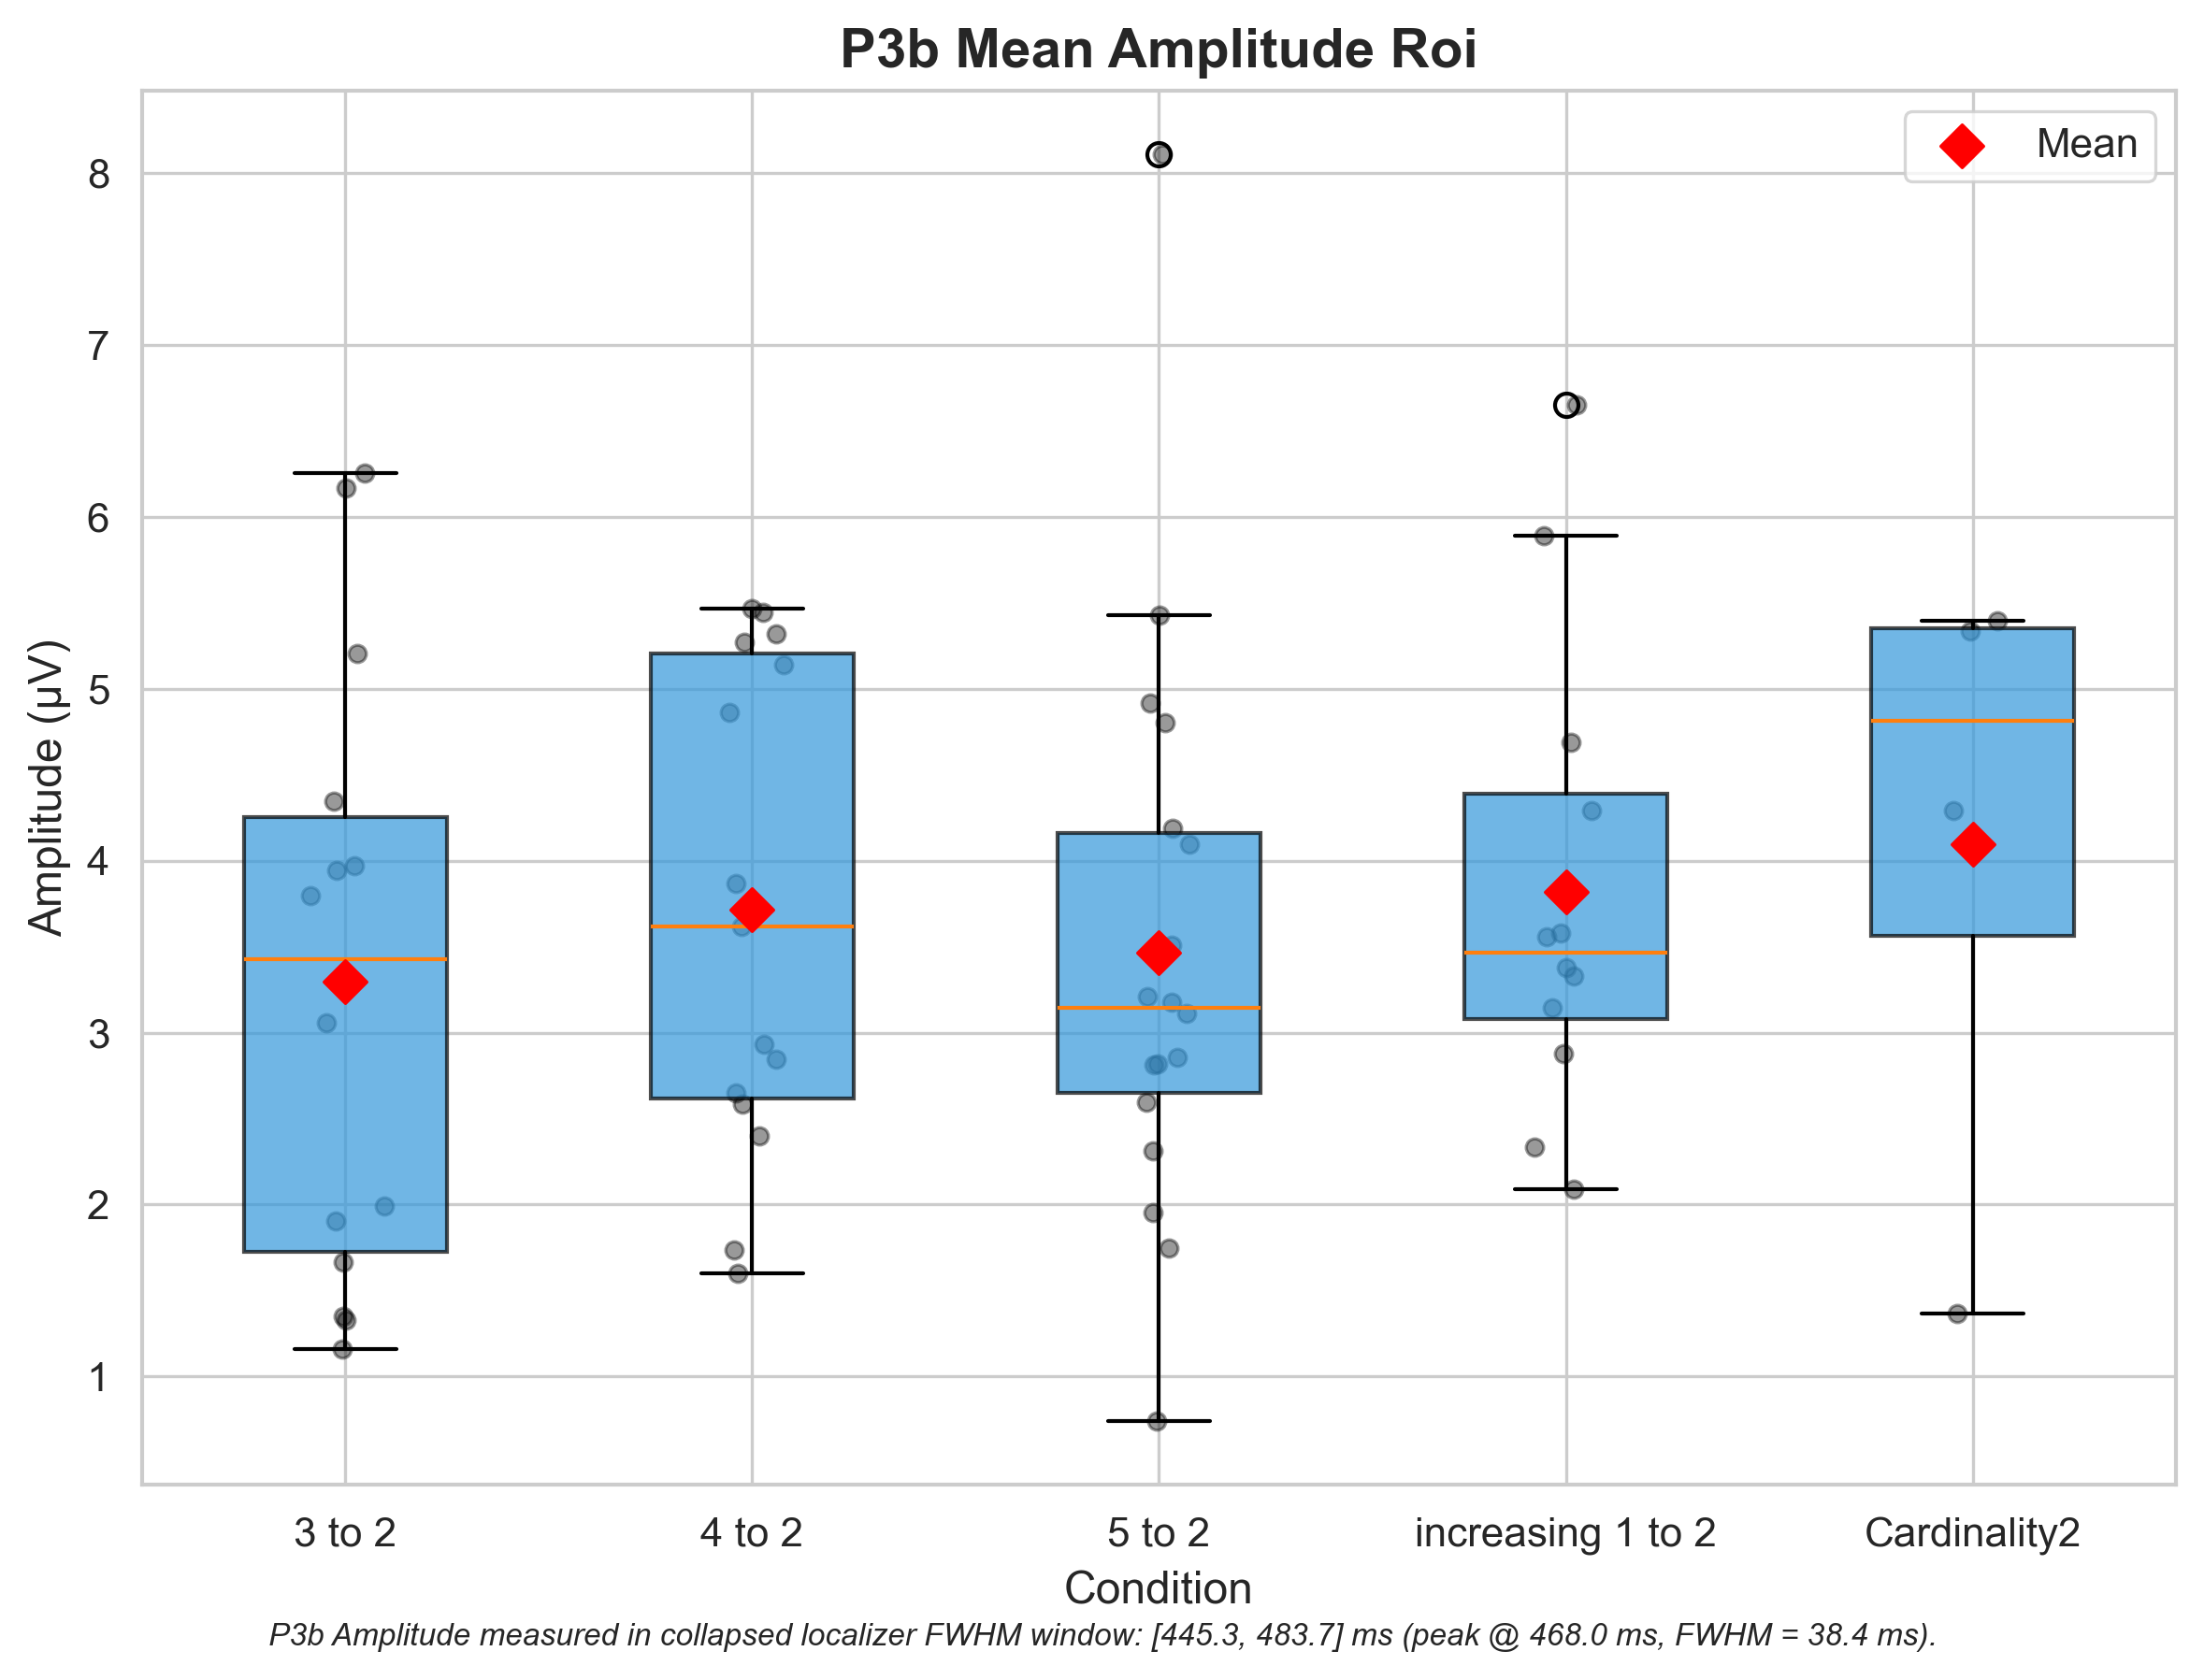 P3b Mean Amplitude Roi
Mean
8
7
6
5
4
3
2
1
Amplitude (µV)
3 to 2
4 to 2
5 to 2
increasing 1 to 2
Cardinality2
Condition
P3b Amplitude measured in collapsed localizer FWHM window: [445.3, 483.7] ms (peak @ 468.0 ms, FWHM = 38.4 ms).